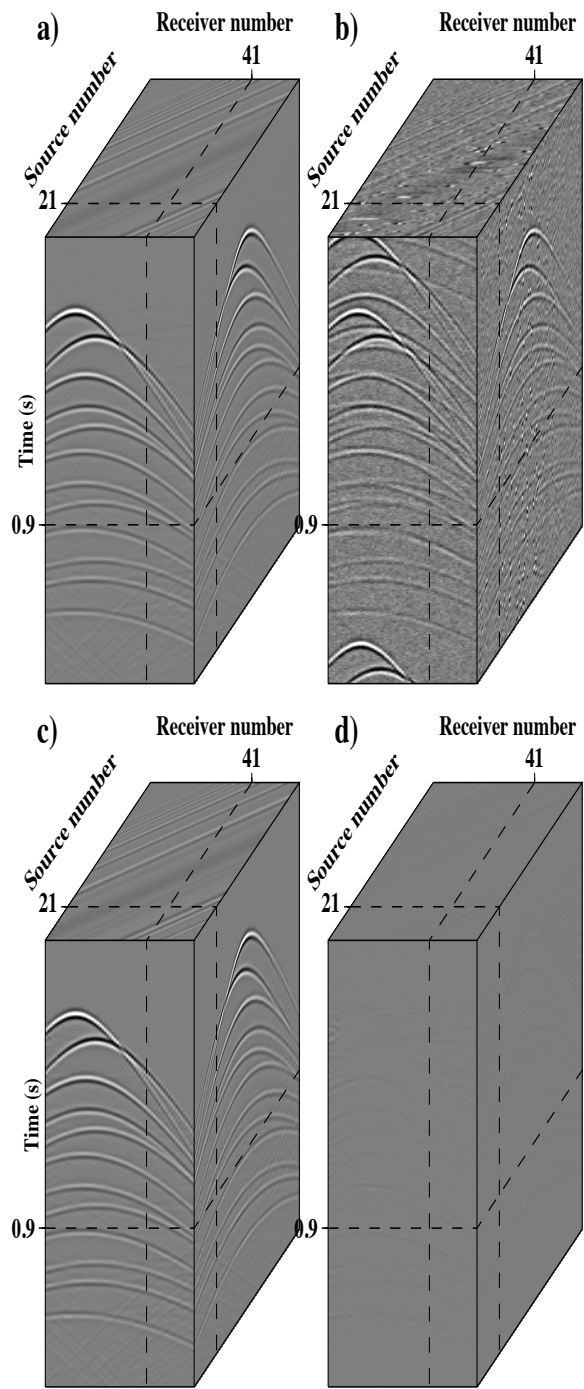 a)
Receiver number
41
Source number
21
Time (s)
0.9
b)
Receiver number
41
Source number
21
0.9
c)
Receiver number
41
Source number
21
Time (s)
0.9
d)
Receiver number
41
Source number
21
0.9